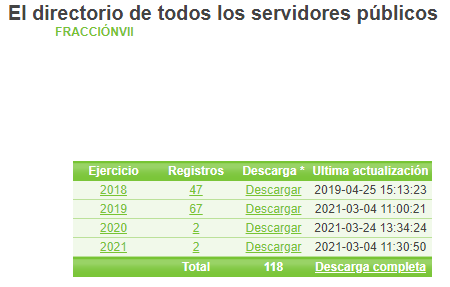 El directorio de todos los servidores públicos
FRACCIÓNVII
Ejercicio Registros Descarga * Ultima actualización
2018 47 Descargar 2019-04-25 15:13:23
2019 67 Descargar 2021-03-04 11:00:21
2020 2 Descargar 2021-03-24 13:34:24
2021 2 Descargar 2021-03-04 11:30:50
Total 118 Descarga completa